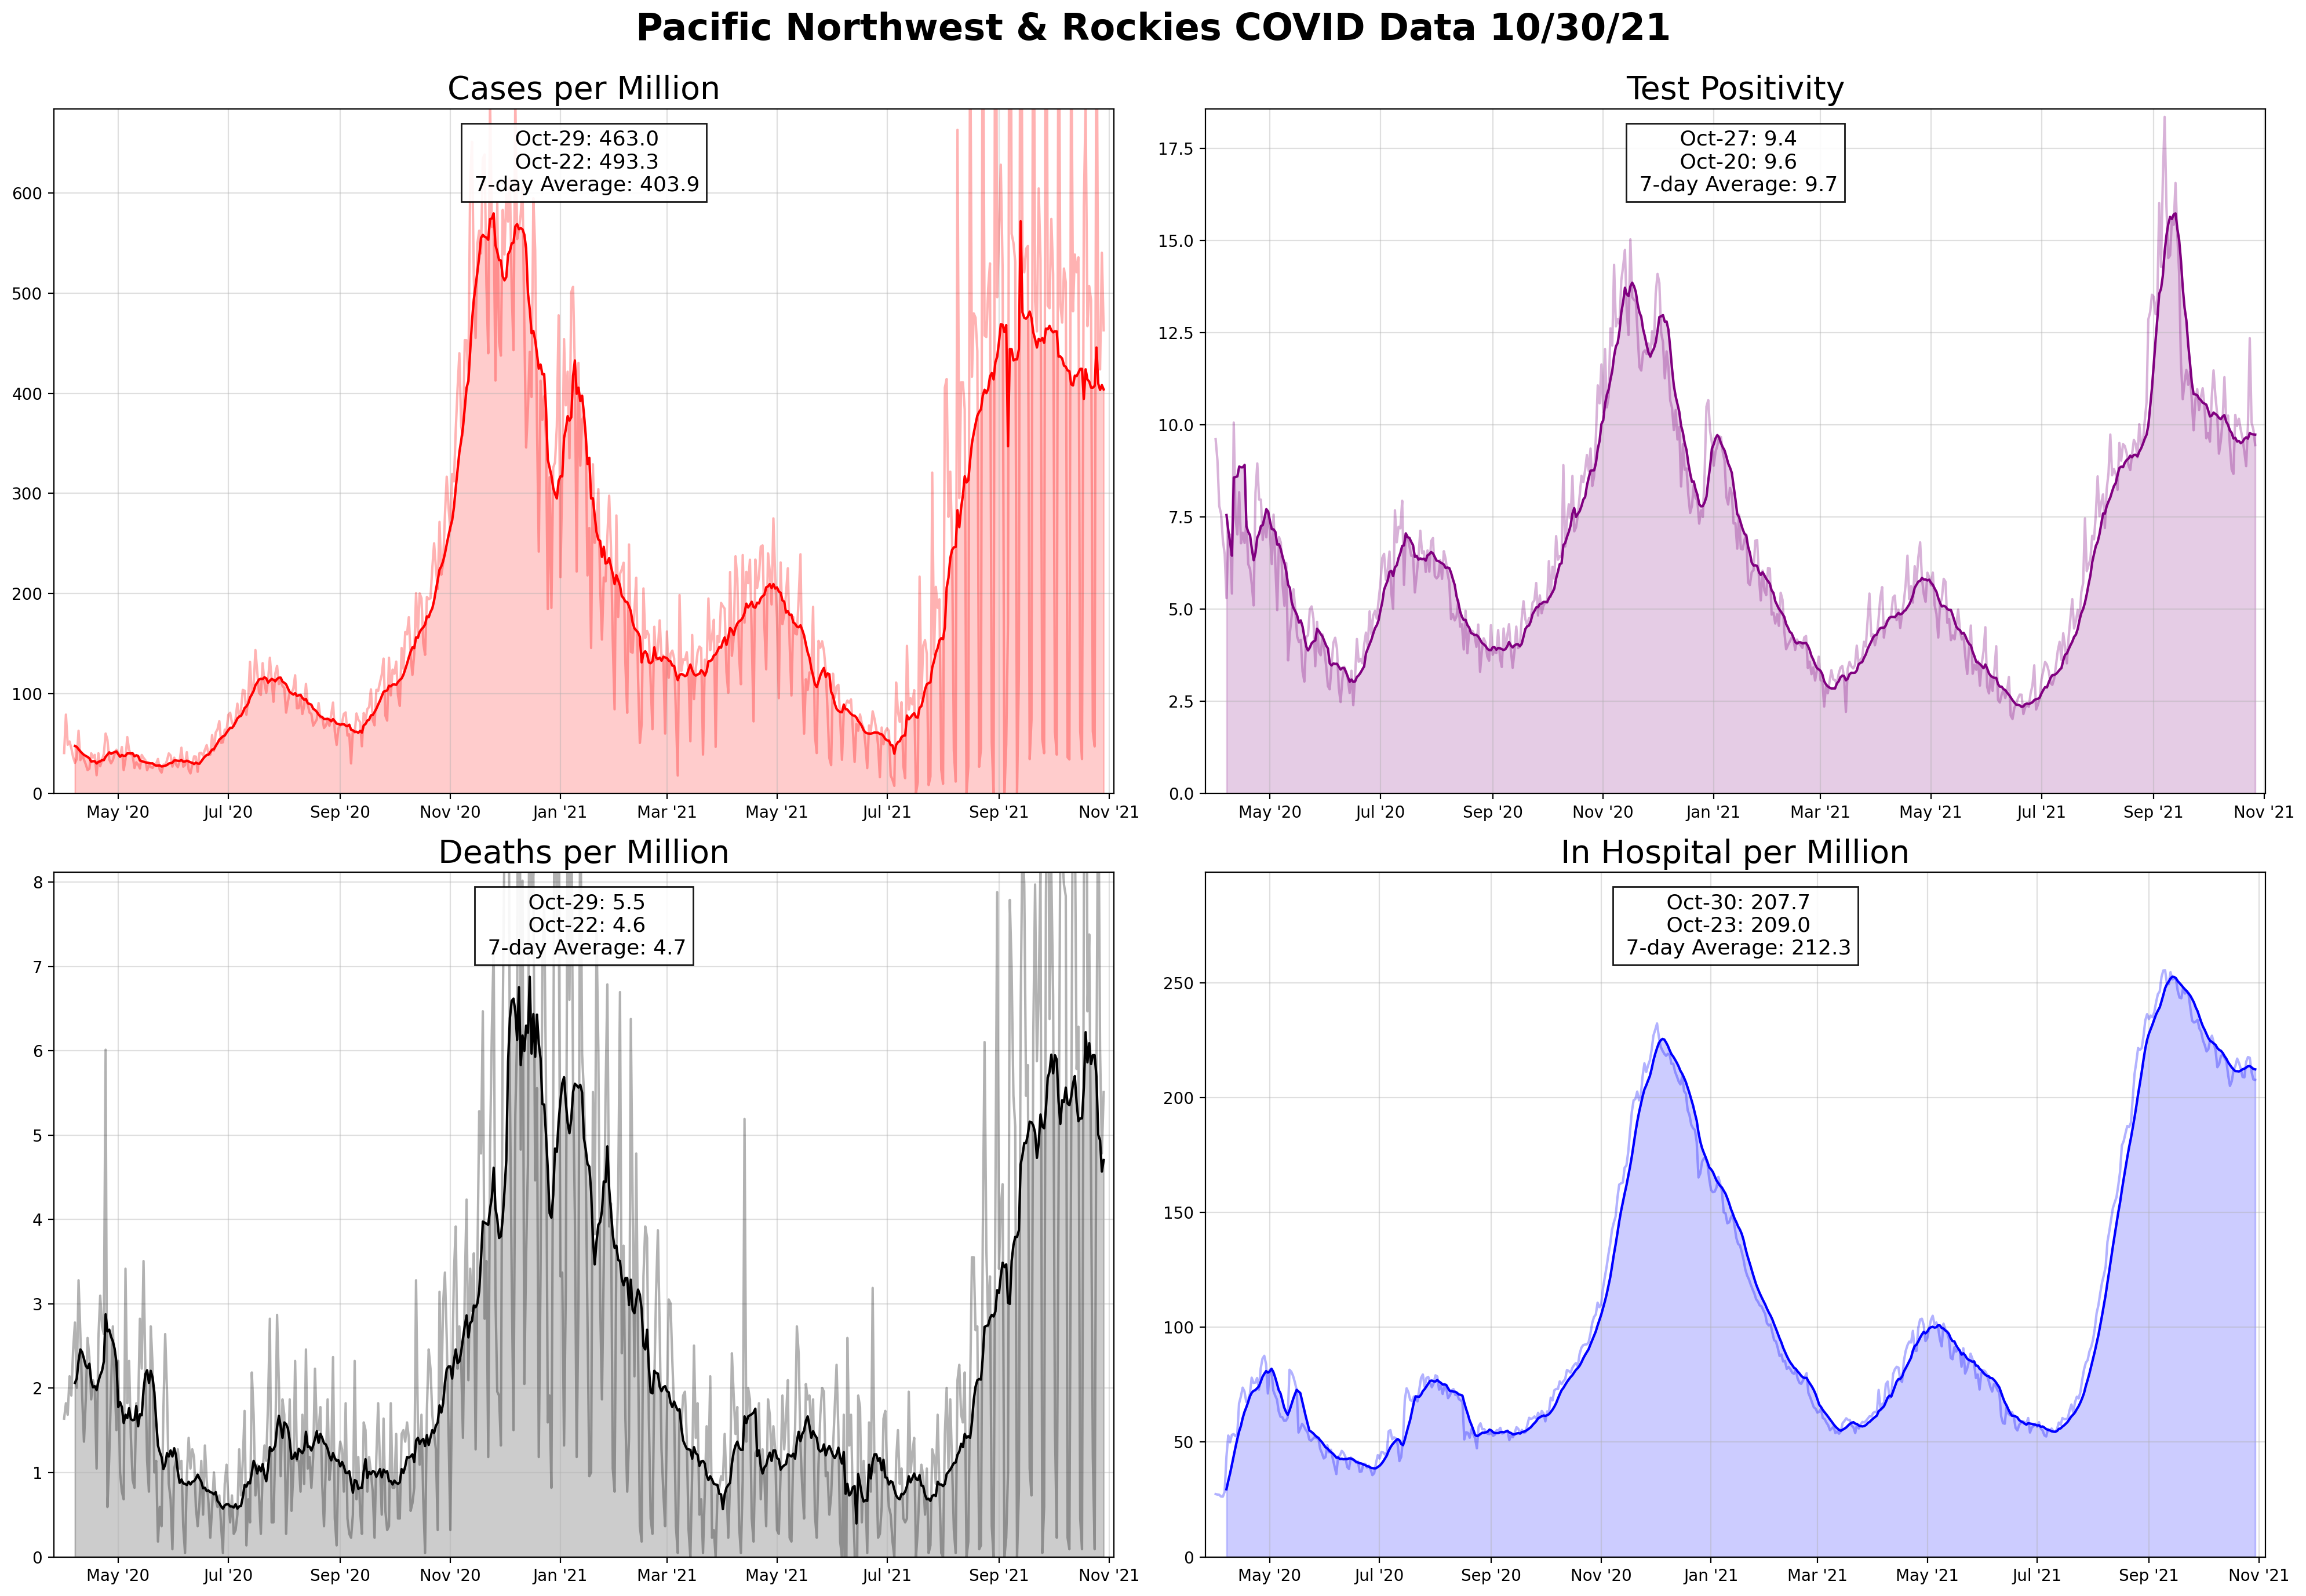 Pacific Northwest & Rockies COVID Data 10/30/21
Cases per Million
Oct-29: 463.0
Oct-22: 493.3
7-day Average: 403.9
600
500
400
300
200
100
0
May '20 Jul '20 Sep '20 Nov '20 Jan '21 Mar '21 May '21 Jul '21 Sep '21 Nov '21
Test Positivity
Oct-27: 9.4
Oct-20: 9.6
7-day Average: 9.7
17.5
15.0
12.5
10.0
7.5
5.0
2.5
0.0
May '20 Jul '20 Sep '20 Nov '20 Jan '21 Mar '21 May '21 Jul '21 Sep '21 Nov '21
Deaths per Million
Oct-29: 5.5
Oct-22: 4.6
7-day Average: 4.7
8
7
6
5
4
3
2
1
0
May '20 Jul '20 Sep '20 Nov '20 Jan '21 Mar '21 May '21 Jul '21 Sep '21 Nov '21
In Hospital per Million
Oct-30: 207.7
Oct-23: 209.0
7-day Average: 212.3
250
200
150
100
50
0
May '20 Jul '20 Sep '20 Nov '20 Jan '21 Mar '21 May '21 Jul '21 Sep '21 Nov '21